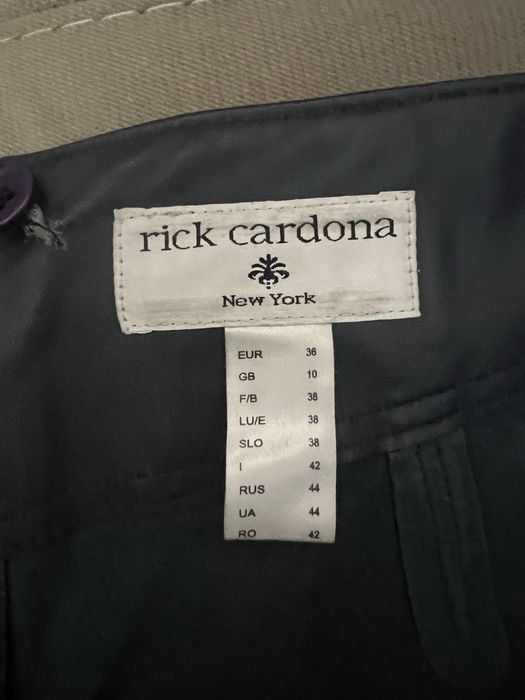 rick cardona
New York
EUR 36
GB 10
F/B 38
LU/E 38
SLO 38
I 42
RUS 44
UA 44
RO 42